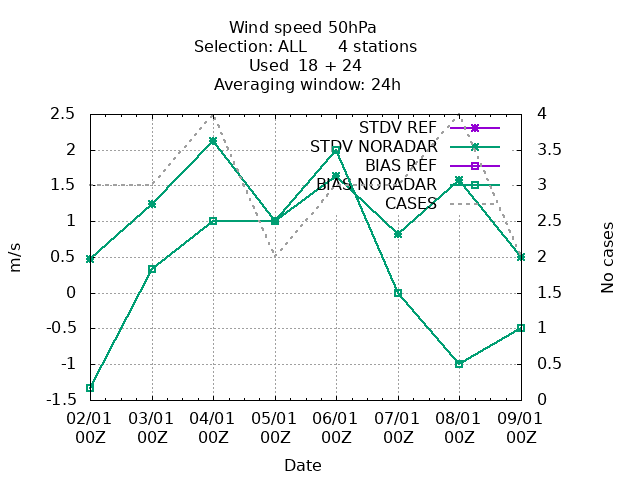 Wind speed 50hPa
Selection: ALL 4 stations
Used 18 + 24
Averaging window: 24h
2.5
2
1.5
1
0.5
0
-0.5
-1
-1.5
4
3.5
3
2.5
2
1.5
1
0.5
0
m/s
No cases
STDV REF
STDV NORADAR
BIAS REF
BIAS NORADAR
CASES
02/01 03/01 04/01 05/01 06/01 07/01 08/01 09/01
00Z 00Z 00Z 00Z 00Z 00Z 00Z 00Z
Date